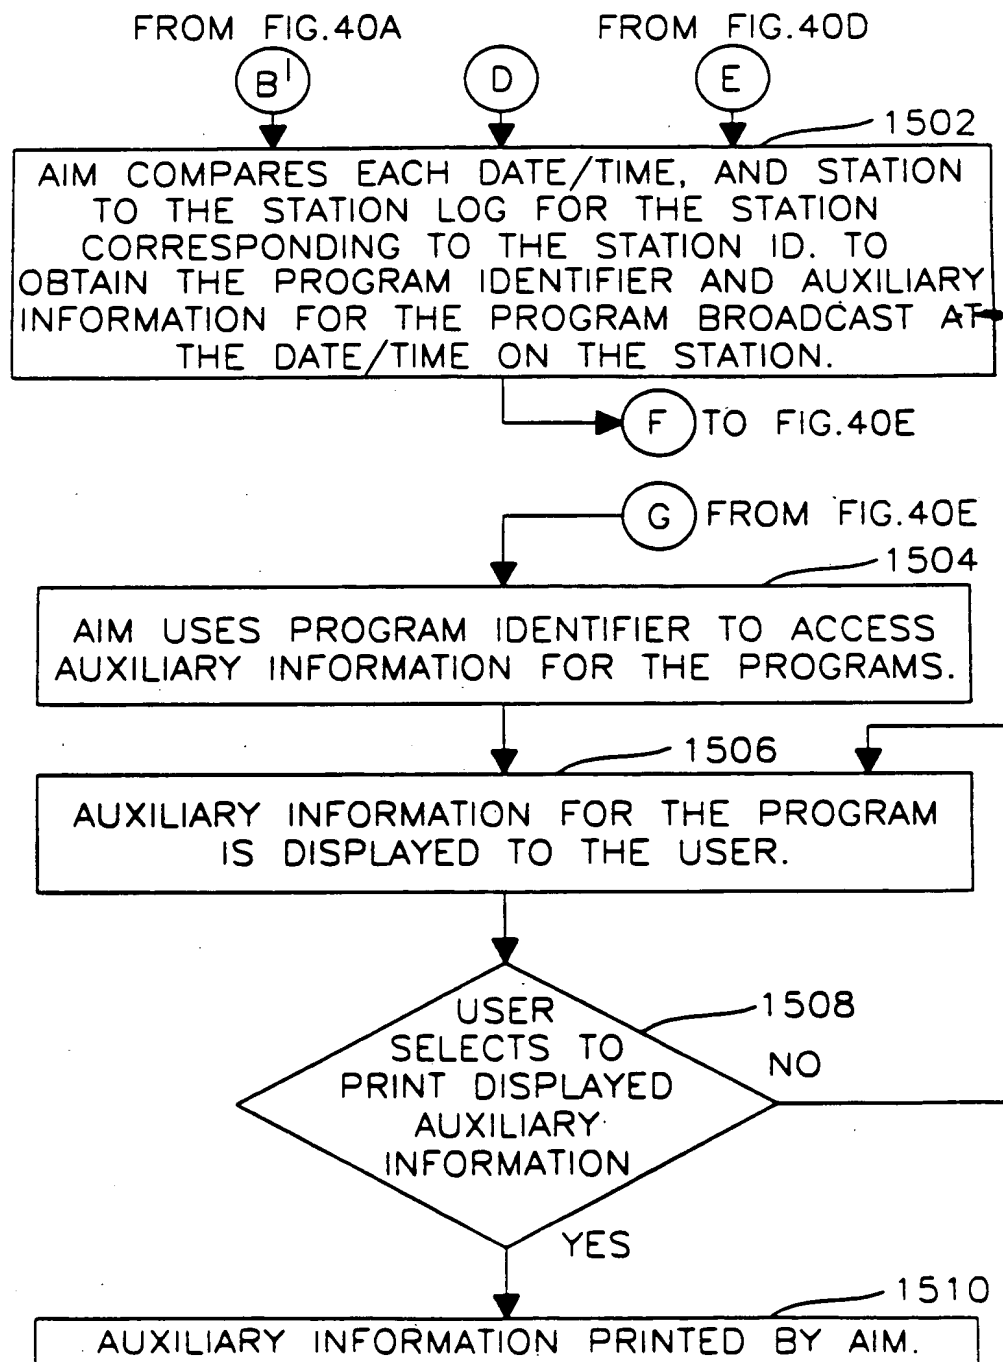 FROM FIG.40A
FROM FIG.40D
B'
D
E
1502
AIM COMPARES EACH DATE/TIME, AND STATION
TO THE STATION LOG FOR THE STATION
CORRESPONDING TO THE STATION ID. TO
OBTAIN THE PROGRAM IDENTIFIER AND AUXILIARY
INFORMATION FOR THE PROGRAM BROADCAST AT
THE DATE/TIME ON THE STATION.
F TO FIG.40E
G FROM FIG.40E
1504
AIM USES PROGRAM IDENTIFIER TO ACCESS
AUXILIARY INFORMATION FOR THE PROGRAMS.
1506
AUXILIARY INFORMATION FOR THE PROGRAM
IS DISPLAYED TO THE USER.
1508
USER
SELECTS TO
PRINT DISPLAYED
AUXILIARY
INFORMATION
NO
YES
1510
AUXILIARY INFORMATION PRINTED BY AIM.